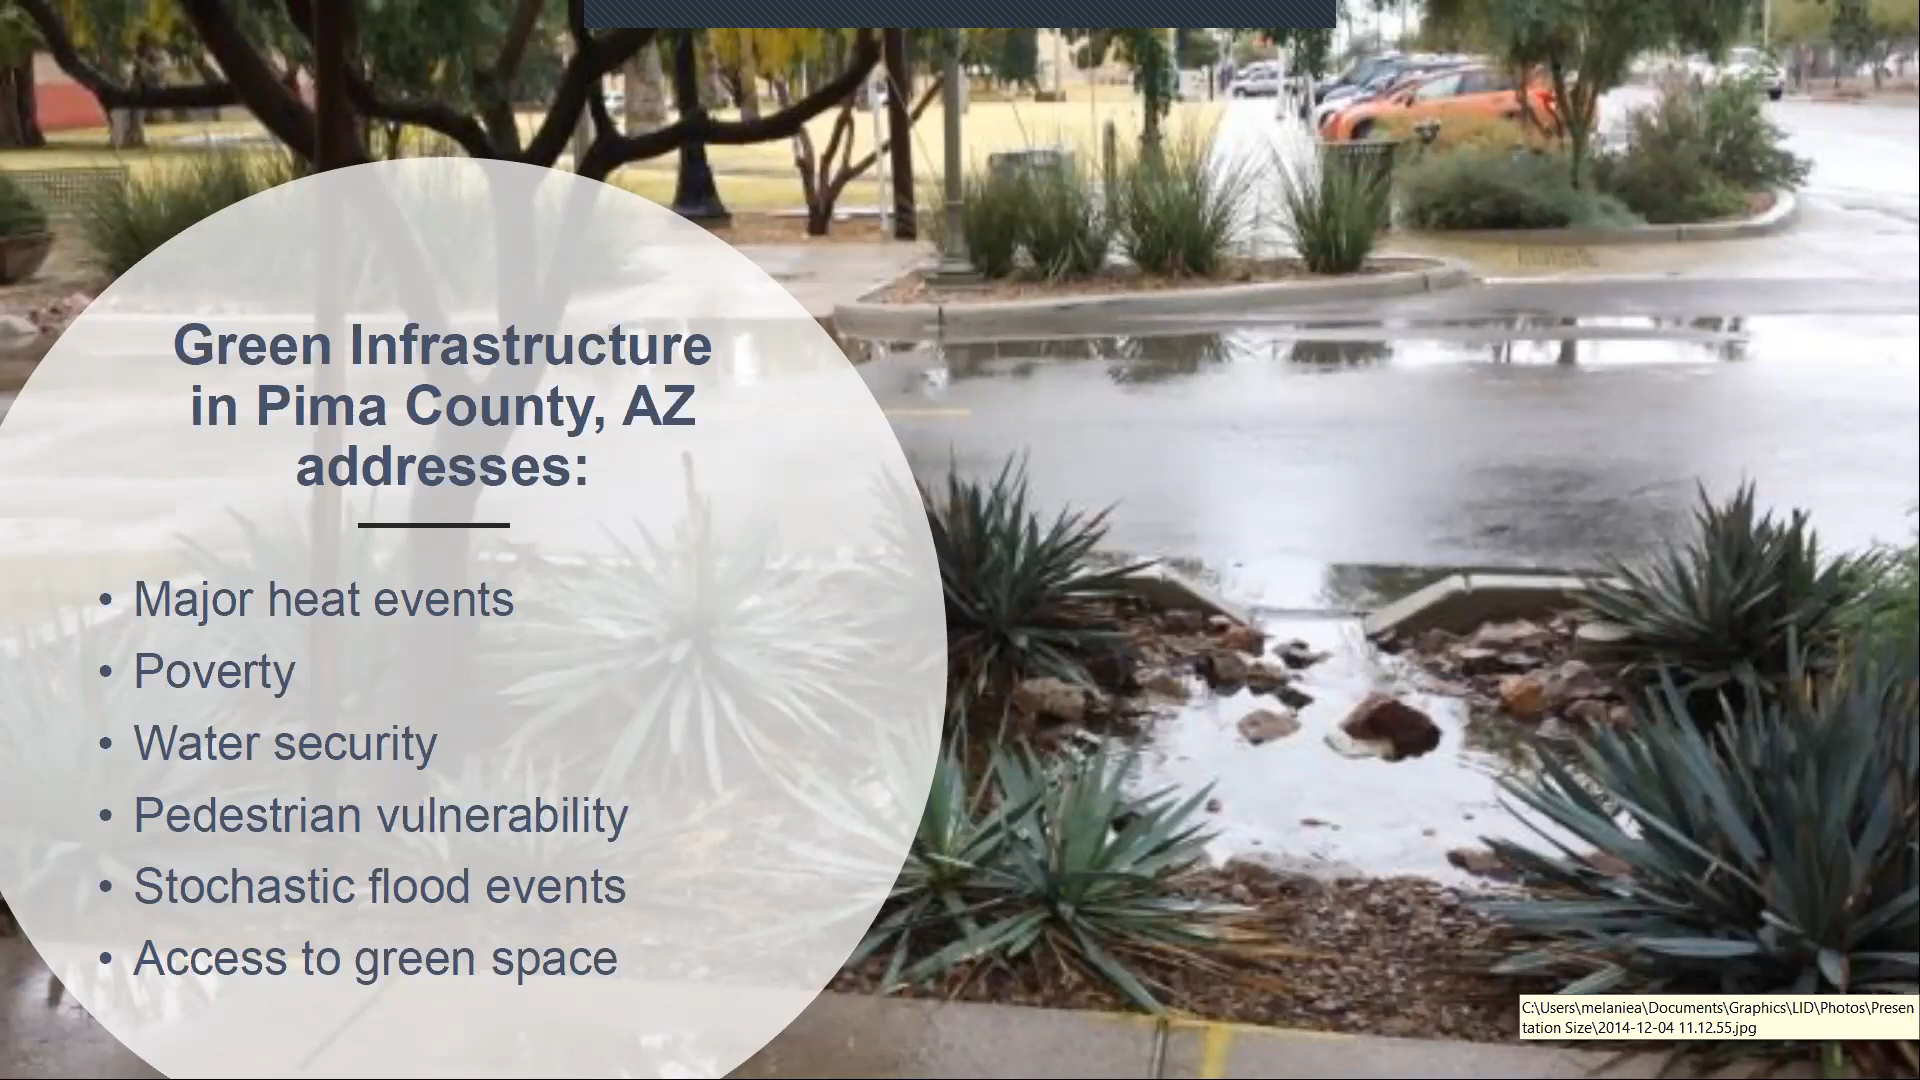 Green Infrastructure
in Pima County, AZ
addresses:
• Major heat events
• Poverty
• Water security
• Pedestrian vulnerability
• Stochastic flood events
• Access to green space
C:\Users\melaniea\Documents\Graphics\LID\Photos\Presen
tation Size\2014-12-04 11.12.55.jpg